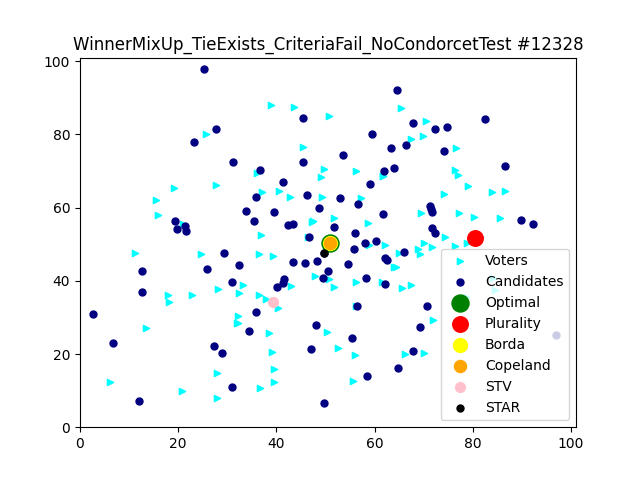 WinnerMixUp_TieExists_CriteriaFail_NoCondorcetTest #12328
100
80
60
40
20
0
0 20 40 60 80 100
Voters
Candidates
Optimal
Plurality
Borda
Copeland
STV
STAR